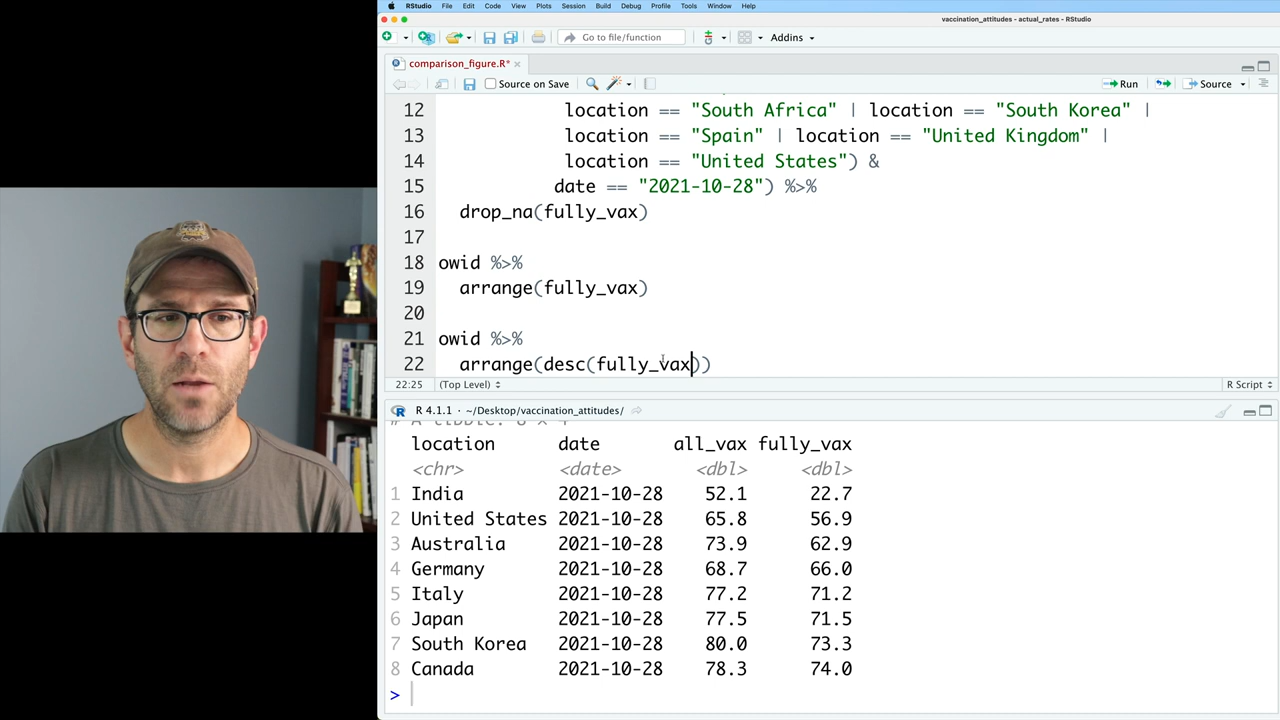 RStudio File Edit Code View Plots Session Build Debug Profile Tools Window Help
vaccination_attitudes - actual_rates - RStudio
Go to file/function Addins
comparison_figure.R*
Source on Save Run Source
12 location == "South Africa" | location == "South Korea" |
13 location == "Spain" | location == "United Kingdom" |
14 location == "United States") &
15 date == "2021-10-28") %>%
16 drop_na(fully_vax)
17
18 owid %>%
19 arrange(fully_vax)
20
21 owid %>%
22 arrange(desc(fully_vax))
22:25 (Top Level) R Script
R 4.1.1 · ~/Desktop/vaccination_attitudes/
location date all_vax fully_vax
<chr> <date> <dbl> <dbl>
1 India 2021-10-28 52.1 22.7
2 United States 2021-10-28 65.8 56.9
3 Australia 2021-10-28 73.9 62.9
4 Germany 2021-10-28 68.7 66.0
5 Italy 2021-10-28 77.2 71.2
6 Japan 2021-10-28 77.5 71.5
7 South Korea 2021-10-28 80.0 73.3
8 Canada 2021-10-28 78.3 74.0
>